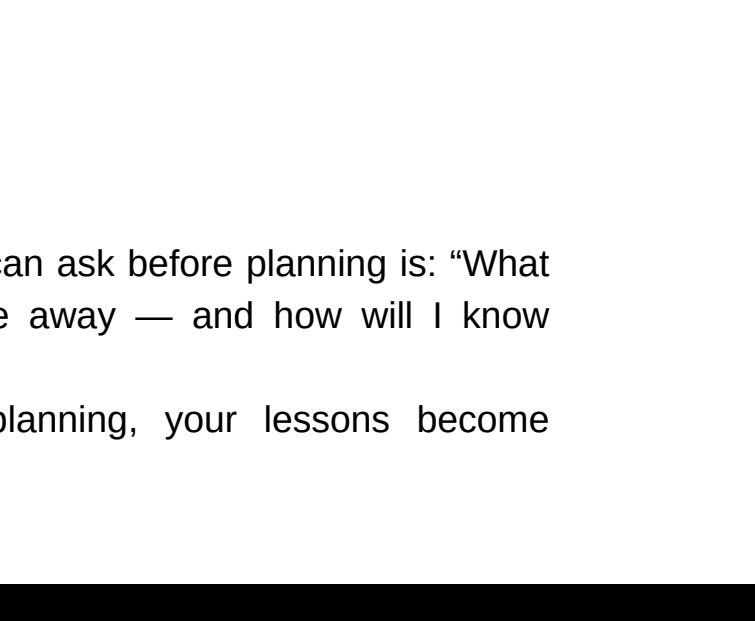 can ask before planning is: “What
away — and how will I know
planning, your lessons become